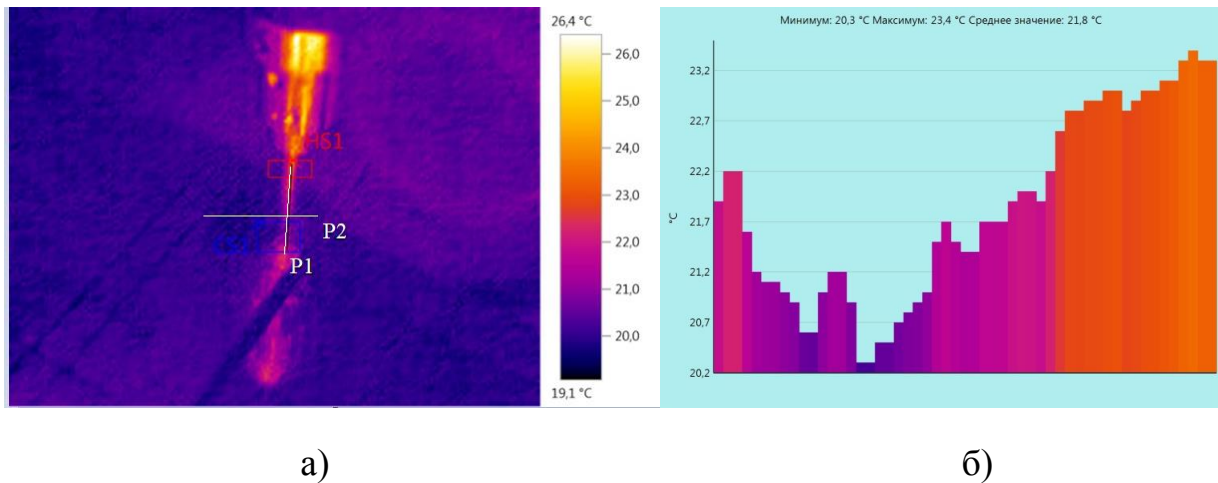 26,4 °C
26,0
25,0
24,0
23,0
22,0
21,0
20,0
19,1 °C
HS1
CS1
P2
P1
Минимум: 20,3 °C Максимум: 23,4 °C Среднее значение: 21,8 °C
°C
23,2
22,7
22,2
21,7
21,2
20,7
20,2
а)
б)